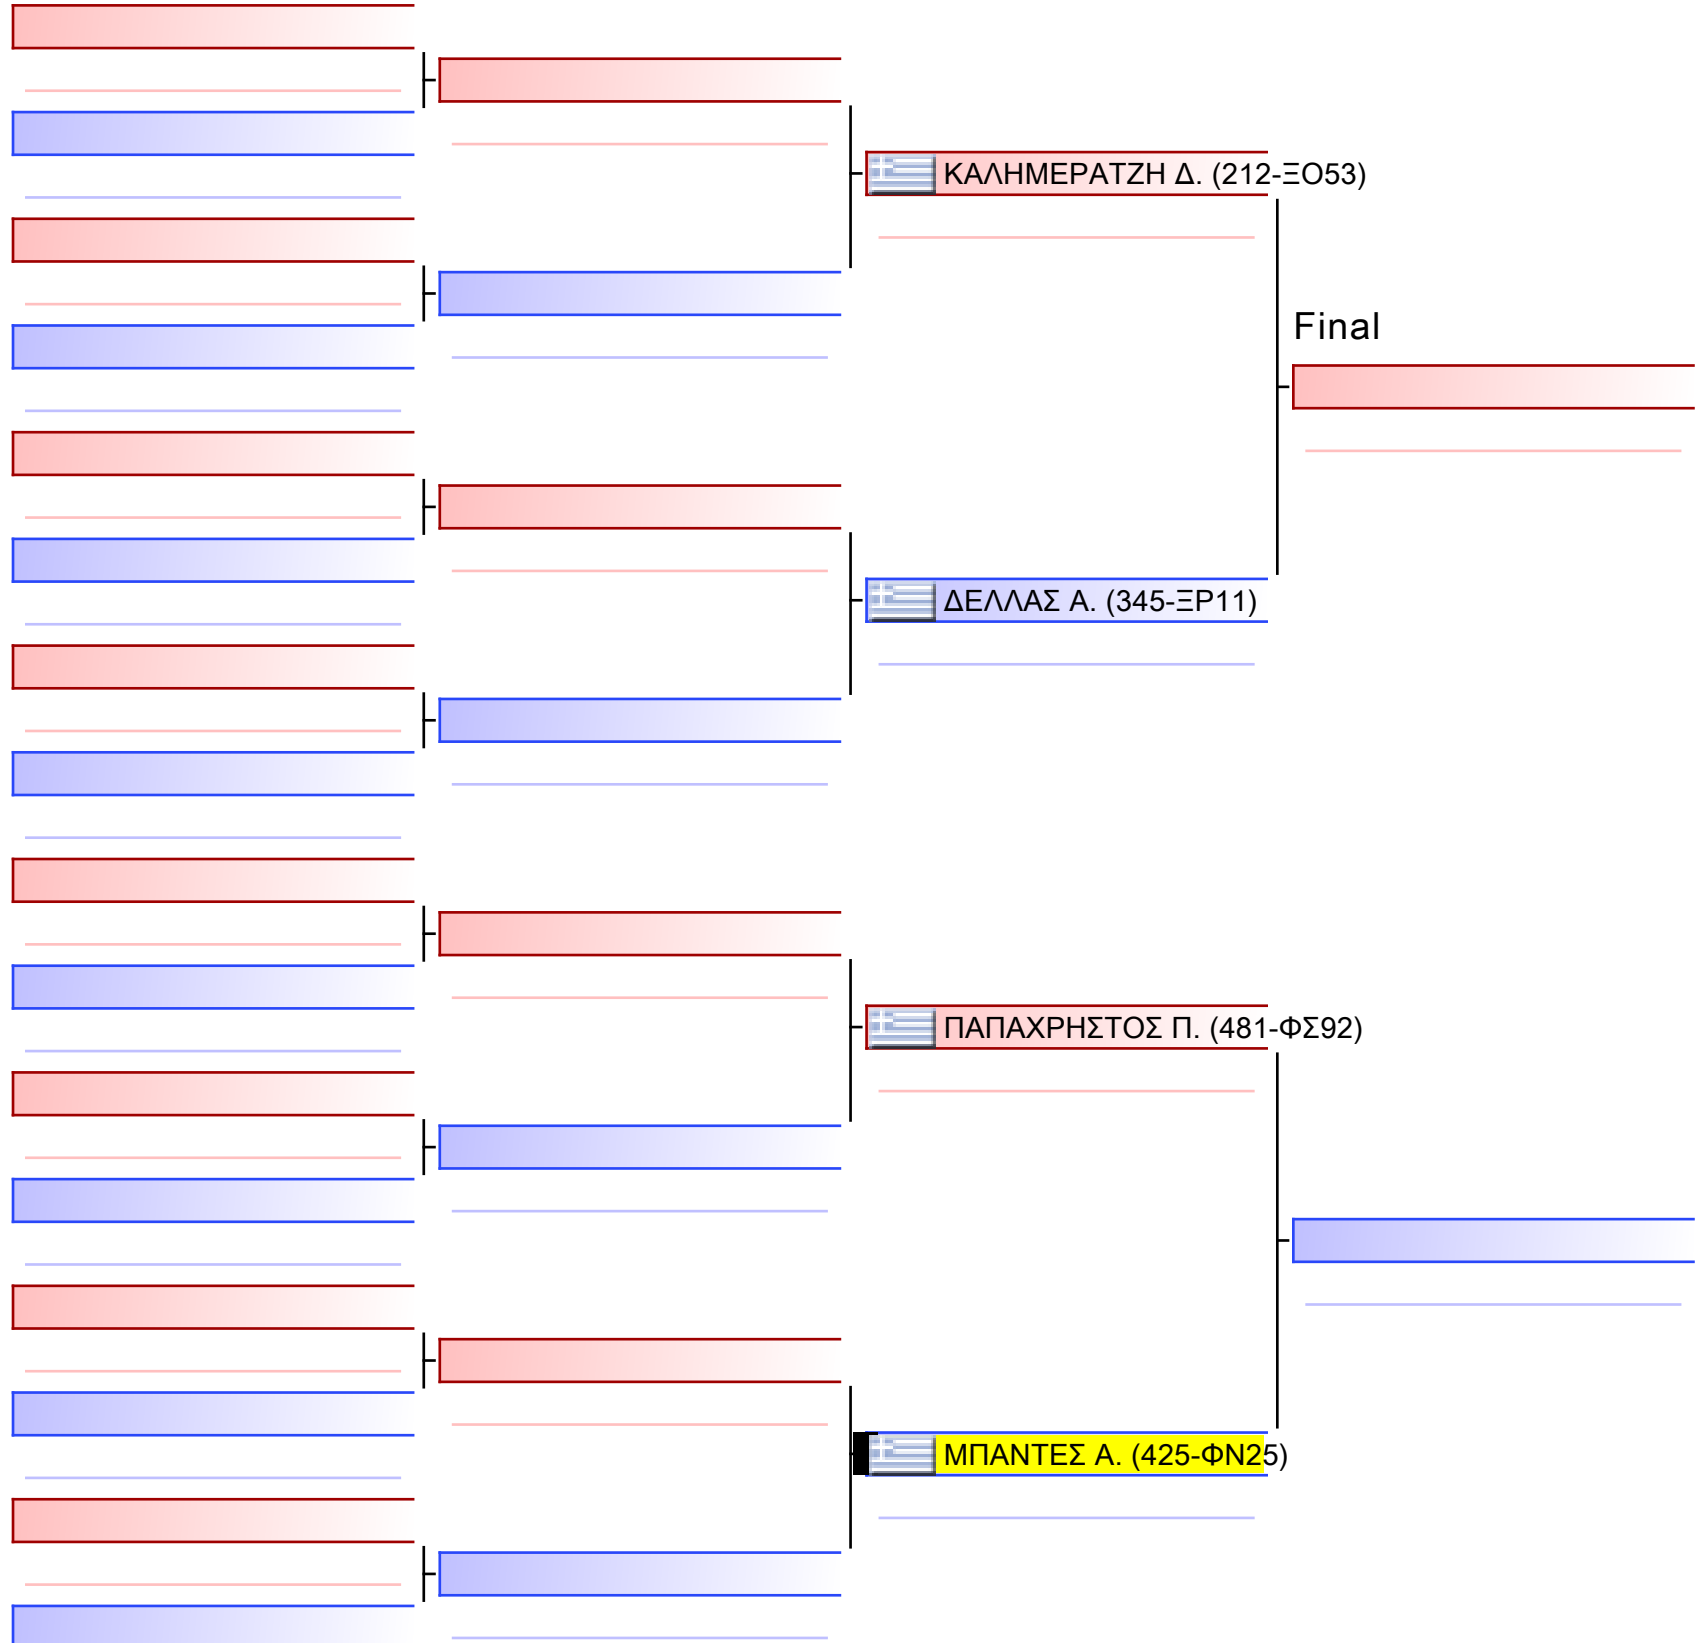 ΚΑΛΗΜΕΡΑΤΖΗ Δ. (212-ΞΟ53)
Final
ΔΕΛΛΑΣ Α. (345-ΞΡ11)
ΠΑΠΑΧΡΗΣΤΟΣ Π. (481-ΦΣ92)
ΜΠΑΝΤΕΣ Α. (425-ΦΝ25)